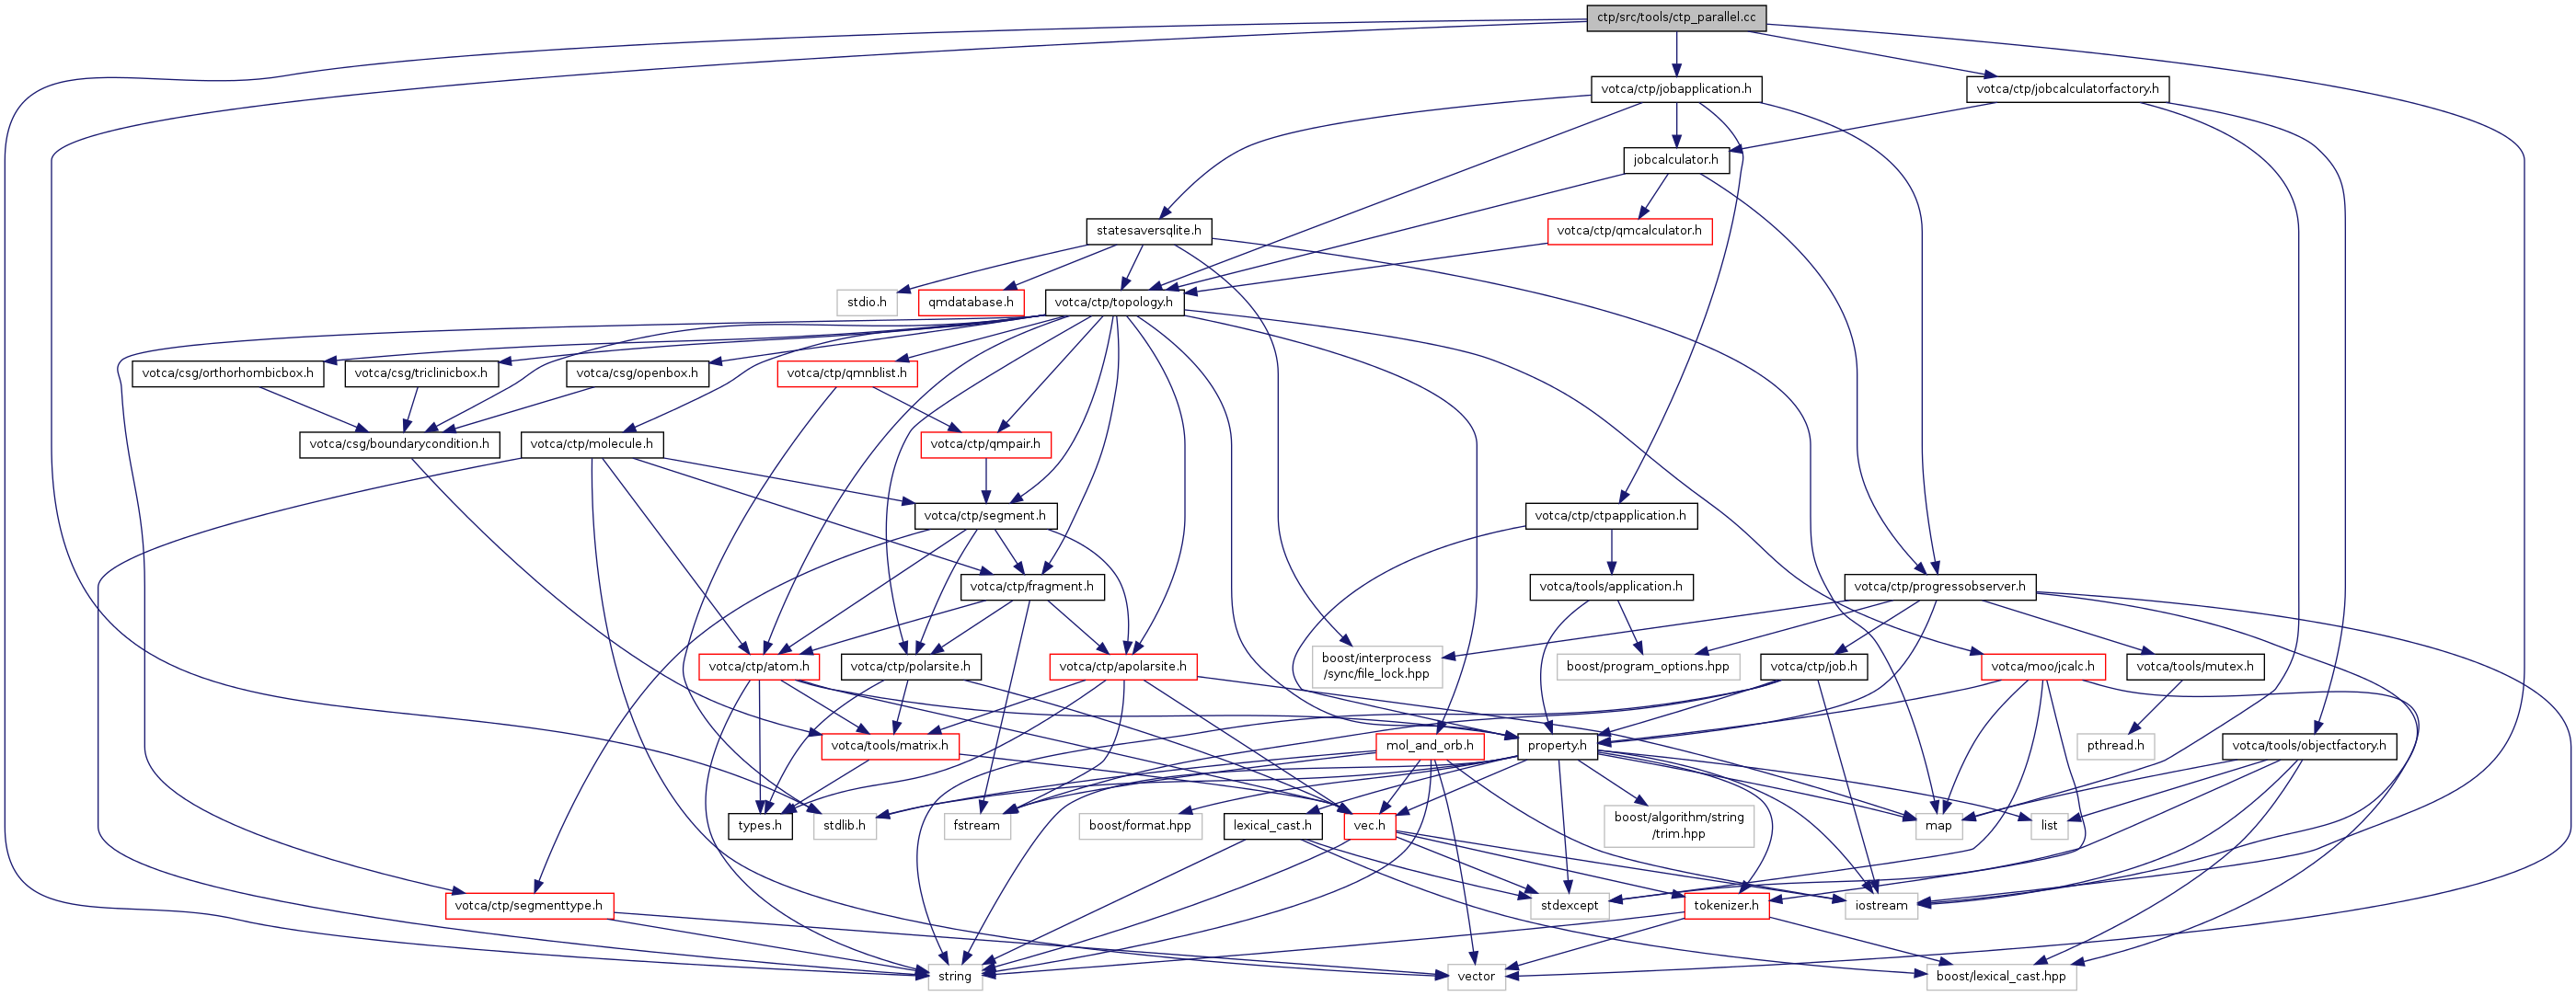 ctp/src/tools/ctp_parallel.cc
votca/ctp/jobapplication.h
votca/ctp/jobcalculatorfactory.h
jobcalculator.h
statesaversqlite.h
votca/ctp/qmcalculator.h
stdio.h
qmdatabase.h
votca/ctp/topology.h
votca/csg/orthorhombicbox.h
votca/csg/triclinicbox.h
votca/csg/openbox.h
votca/ctp/qmnblist.h
votca/csg/boundarycondition.h
votca/ctp/molecule.h
votca/ctp/qmpair.h
votca/ctp/segment.h
votca/ctp/ctpapplication.h
votca/ctp/fragment.h
votca/tools/application.h
votca/ctp/progressobserver.h
votca/ctp/atom.h
votca/ctp/polarsite.h
votca/ctp/apolarsite.h
boost/interprocess
/sync/file_lock.hpp
boost/program_options.hpp
votca/ctp/job.h
votca/moo/jcalc.h
votca/tools/mutex.h
votca/tools/matrix.h
mol_and_orb.h
property.h
pthread.h
votca/tools/objectfactory.h
types.h
stdlib.h
fstream
boost/format.hpp
lexical_cast.h
vec.h
boost/algorithm/string
/trim.hpp
map
list
votca/ctp/segmenttype.h
stdexcept
tokenizer.h
iostream
string
vector
boost/lexical_cast.hpp